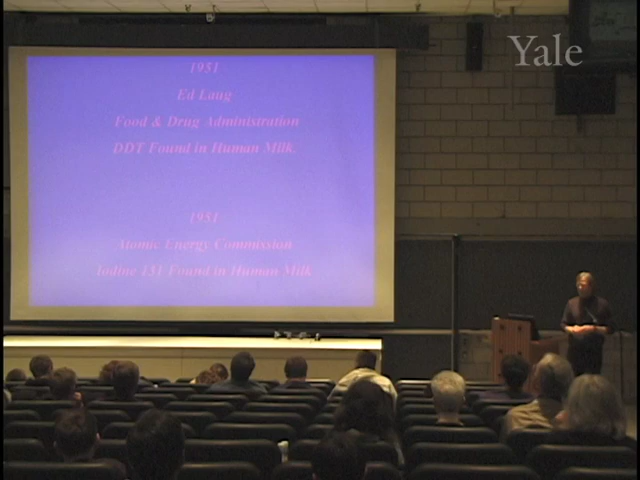 Yale
1951
Ed Laug
Food & Drug Administration
DDT Found in Human Milk.
1951
Atomic Energy Commission
Iodine 131 Found in Human Milk